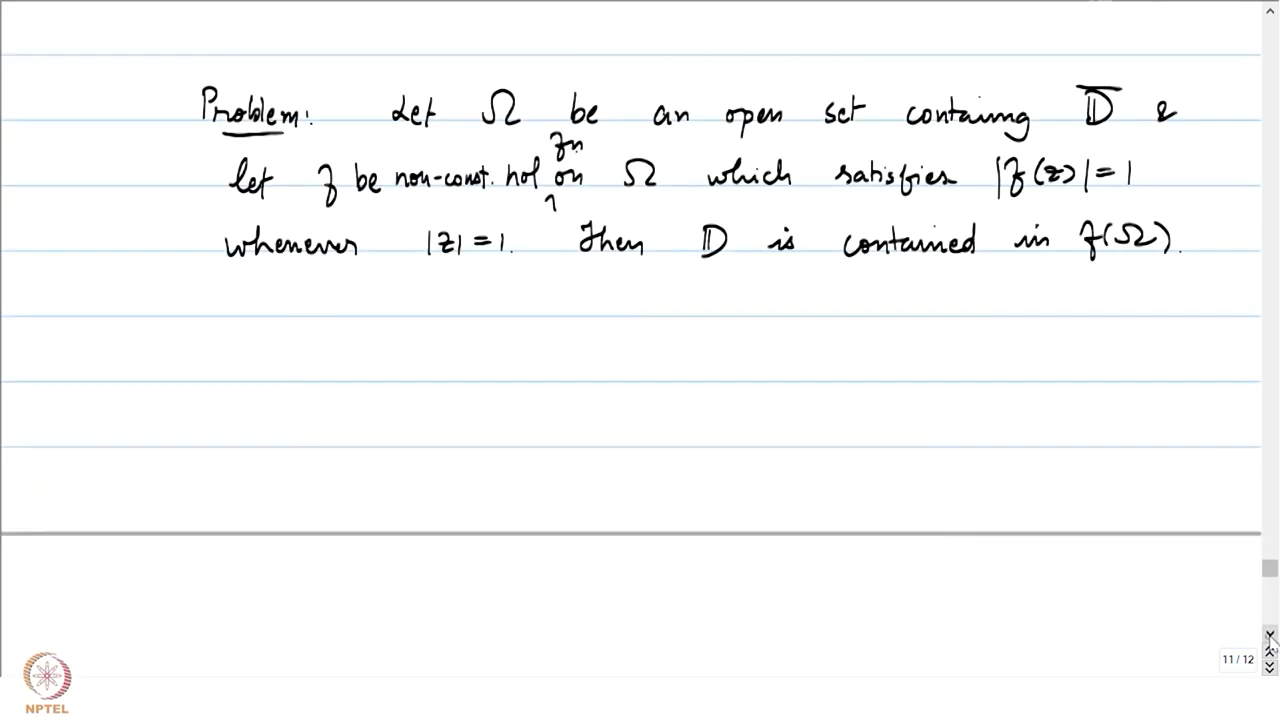 Problem: Let Ω be an open set containng 𝔻̅ &
let f be non-const. hol fn on Ω which satisfies |f(z)| = 1
whenever |z| = 1. Then 𝔻 is contained in f(Ω).
11 / 12
NPTEL